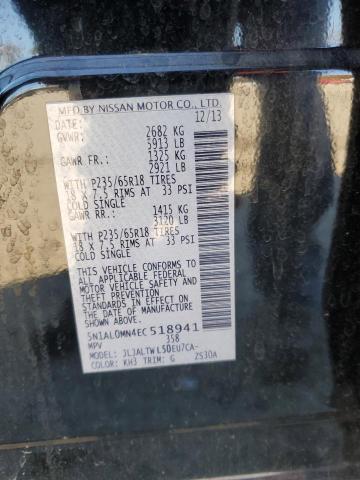 MFD BY NISSAN MOTOR CO., LTD.
DATE: 12/13
GVWR: 2682 KG
5913 LB
GAWR FR: 1325 KG
2921 LB
WITH P235/65R18 TIRES
18 X 7.5 RIMS AT 33 PSI
COLD SINGLE
GAWR RR: 1415 KG
3120 LB
WITH P235/65R18 TIRES
18 X 7.5 RIMS AT 33 PSI
COLD SINGLE
THIS VEHICLE CONFORMS TO
ALL APPLICABLE FEDERAL
MOTOR VEHICLE SAFETY
STANDARDS IN EFFECT ON THE
DATE OF MANUFACTURE
SHOWN ABOVE.
5N1AL0MN4EC518941
MPV 358
MODEL: JLJALTWL50EU7CA-
COLOR: KH3 TRIM: G ZS30A